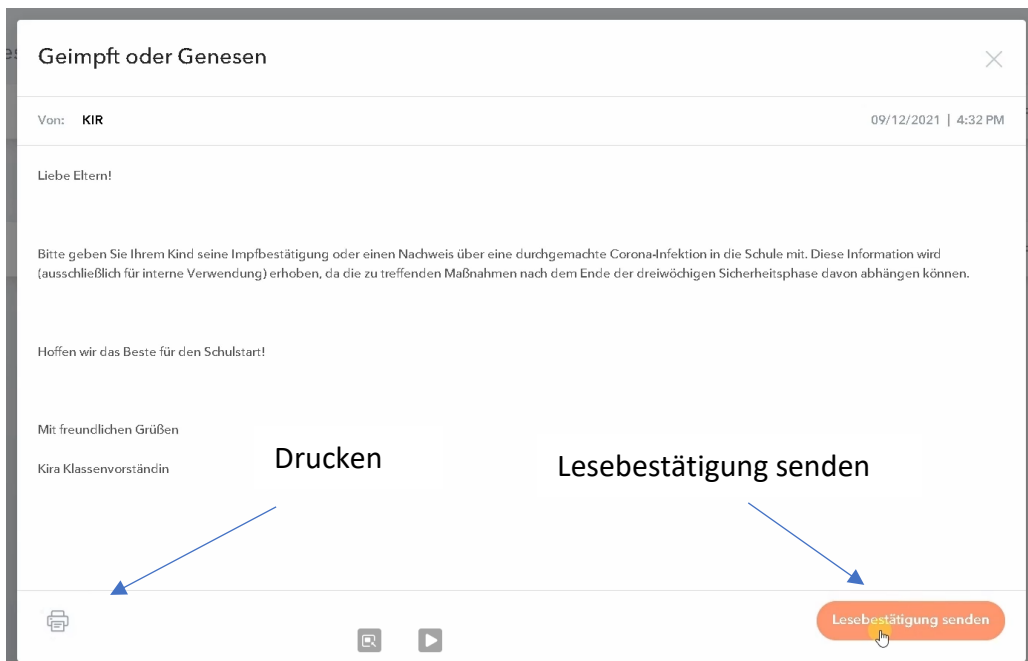 Geimpft oder Genesen
Von: KIR
09/12/2021 | 4:32 PM
Liebe Eltern!
Bitte geben Sie Ihrem Kind seine Impfbestätigung oder einen Nachweis über eine durchgemachte Corona-Infektion in die Schule mit. Diese Information wird
(ausschließlich für interne Verwendung) erhoben, da die zu treffenden Maßnahmen nach dem Ende der dreiwöchigen Sicherheitsphase davon abhängen können.
Hoffen wir das Beste für den Schulstart!
Mit freundlichen Grüßen
Kira Klassenvorständin
Drucken
Lesebestätigung senden
Lesebestätigung senden